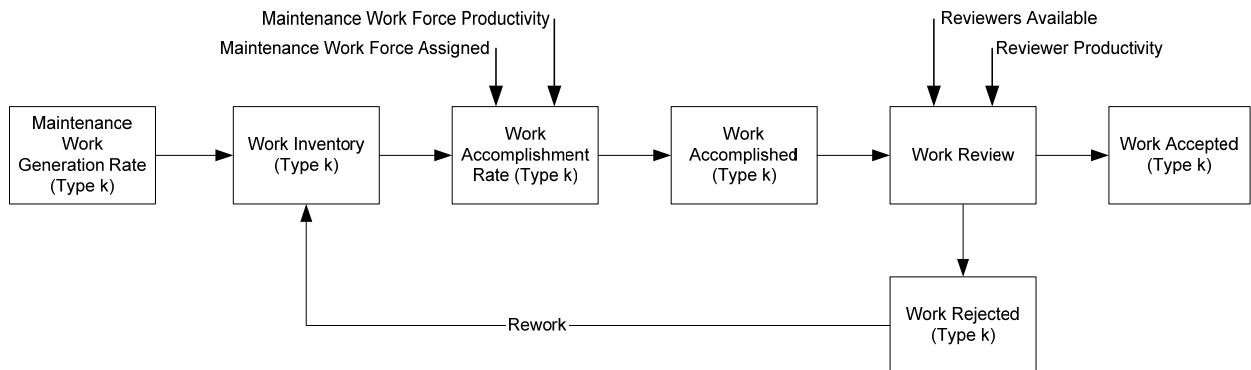 Maintenance Work Force Productivity
Maintenance Work Force Assigned
Reviewers Available
Reviewer Productivity
Maintenance
Work
Generation Rate
(Type k)
Work Inventory
(Type k)
Work
Accomplishment
Rate (Type k)
Work
Accomplished
(Type k)
Work Review
Work Accepted
(Type k)
Work Rejected
(Type k)
Rework